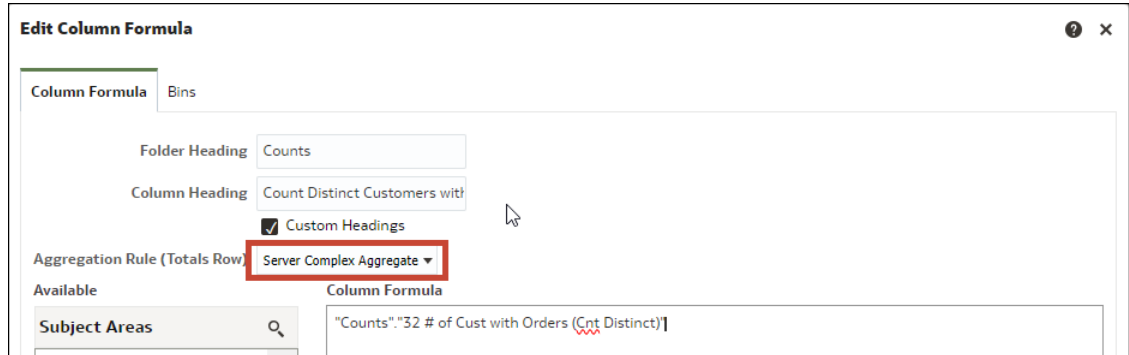 Edit Column Formula
Column Formula Bins
Folder Heading Counts
Column Heading Count Distinct Customers with
Custom Headings
Aggregation Rule (Totals Row) Server Complex Aggregate
Available Column Formula
Subject Areas "Counts"."32 # of Cust with Orders (Cnt Distinct)"